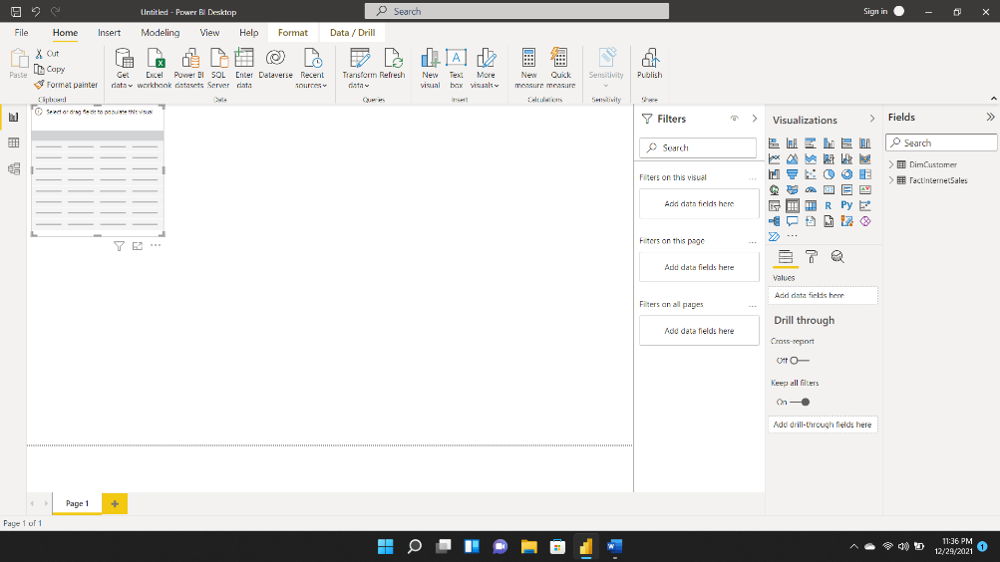 Untitled - Power BI Desktop
Search
Sign in
File
Home
Insert
Modeling
View
Help
Format
Data / Drill
Paste
Cut
Copy
Format painter
Clipboard
Get data
Excel workbook
Power BI datasets
SQL Server
Enter data
Dataverse
Recent sources
Data
Transform data
Refresh
Queries
New visual
Text box
More visuals
Insert
New measure
Quick measure
Calculations
Sensitivity
Sensitivity
Publish
Share
Select or drag fields to populate this visual
Filters
Search
Filters on this visual
Add data fields here
Filters on this page
Add data fields here
Filters on all pages
Add data fields here
Visualizations
R
Py
Values
Add data fields here
Drill through
Cross-report
Off
Keep all filters
On
Add drill-through fields here
Fields
Search
DimCustomer
FactInternetSales
Page 1
Page 1 of 1
11:36 PM
12/29/2021
1